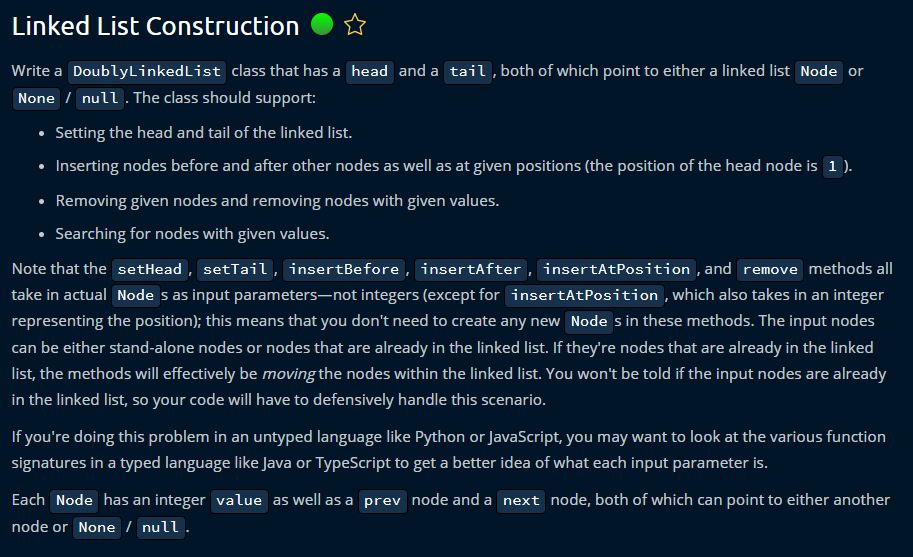 Linked List Construction
Write a DoublyLinkedList class that has a head and a tail, both of which point to either a linked list Node or
None / null. The class should support:
• Setting the head and tail of the linked list.
• Inserting nodes before and after other nodes as well as at given positions (the position of the head node is 1).
• Removing given nodes and removing nodes with given values.
• Searching for nodes with given values.
Note that the setHead, setTail, insertBefore, insertAfter, insertAtPosition, and remove methods all
take in actual Nodes as input parameters—not integers (except for insertAtPosition, which also takes in an integer
representing the position); this means that you don't need to create any new Nodes in these methods. The input nodes
can be either stand-alone nodes or nodes that are already in the linked list. If they're nodes that are already in the linked
list, the methods will effectively be moving the nodes within the linked list. You won't be told if the input nodes are already
in the linked list, so your code will have to defensively handle this scenario.
If you're doing this problem in an untyped language like Python or JavaScript, you may want to look at the various function
signatures in a typed language like Java or TypeScript to get a better idea of what each input parameter is.
Each Node has an integer value as well as a prev node and a next node, both of which can point to either another
node or None / null.